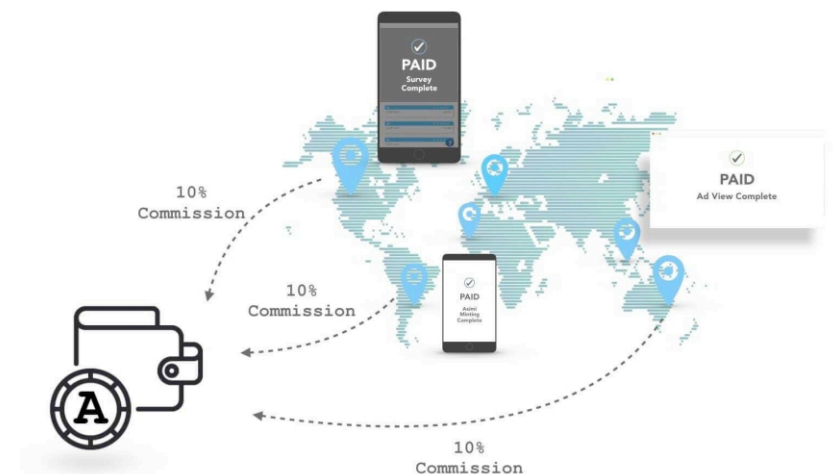 PAID
Survey
Complete
PAID
Ad View Complete
10%
Commission
10%
Commission
PAID
Asimi
Minting
Complete
A
10%
Commission